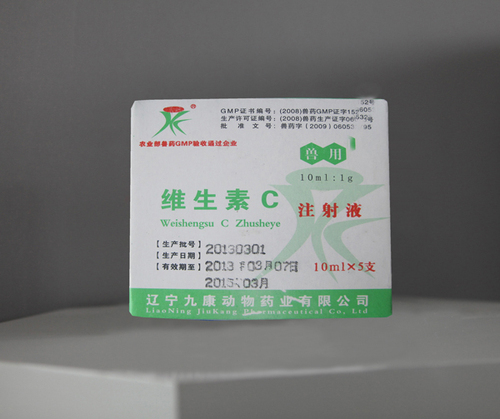 GMP证书编号：(2008)兽药GMP证字
生产许可证编号：(2008)兽药生产证字
批 准 文 号：兽药字（2009）06053
农业部兽药GMP验收通过企业
兽用
10ml:1g
维生素C
注射液
Weishengsu C Zhusheye
【生产批号】20130301
【生产日期】2013年03月07日
【有效期至】2015年03月
10ml×5支
辽宁九康动物药业有限公司
LiaoNing JiuKang Pharmaceutical Co, Ltd